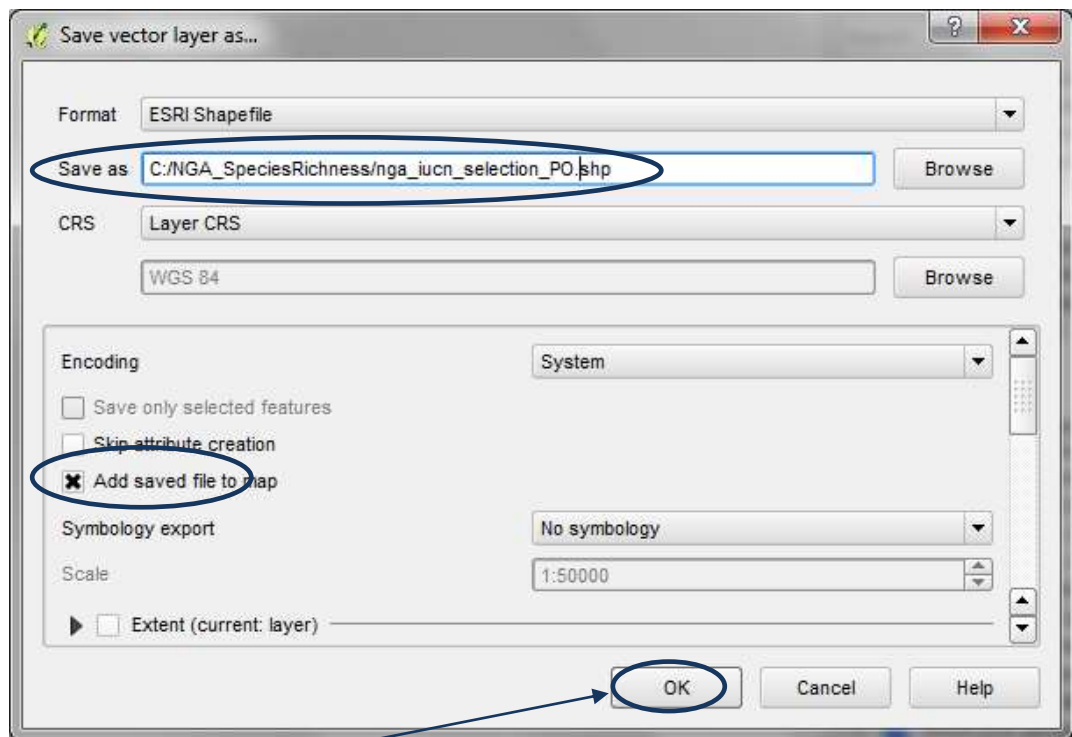 Save vector layer as...
Format ESRI Shapefile
Save as C:/NGA_SpeciesRichness/nga_iucn_selection_PO.shp Browse
CRS Layer CRS
WGS 84 Browse
Encoding System
Save only selected features
Skip attribute creation
Add saved file to map
Symbology export No symbology
Scale 1:50000
Extent (current: layer)
OK Cancel Help